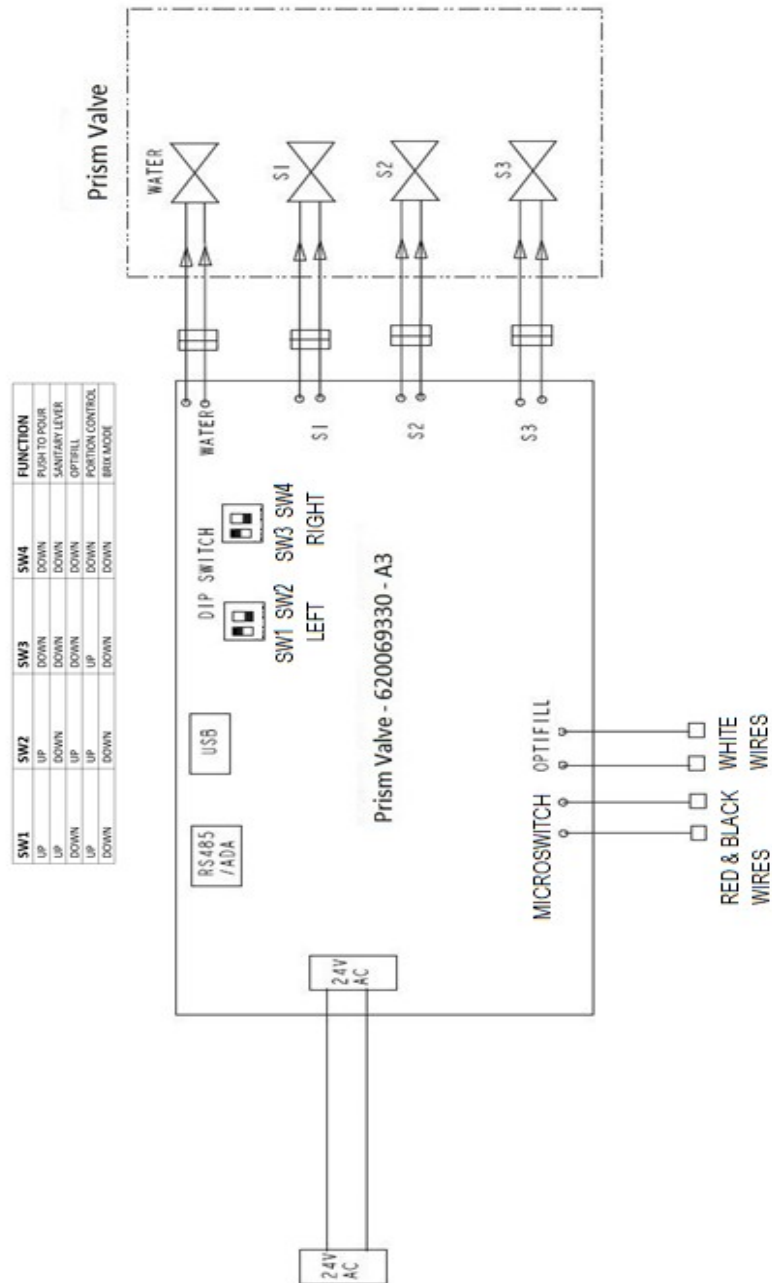 Prism Valve
WATER
S1
S2
S3
SW1 SW2 SW3 SW4 FUNCTION
UP UP DOWN DOWN PUSH TO POUR
UP DOWN DOWN DOWN SANITARY LEVER
DOWN UP DOWN DOWN OPTIFILL
UP UP UP DOWN PORTION CONTROL
DOWN DOWN DOWN DOWN BRIX MODE
WATER
S1
S2
S3
DIP SWITCH
SW1 SW2
LEFT
SW3 SW4
RIGHT
USB
RS485
/ADA
Prism Valve - 620069330 - A3
MICROSWITCH
OPTIFILL
RED & BLACK
WIRES
WHITE
WIRES
24V
AC
24V
AC